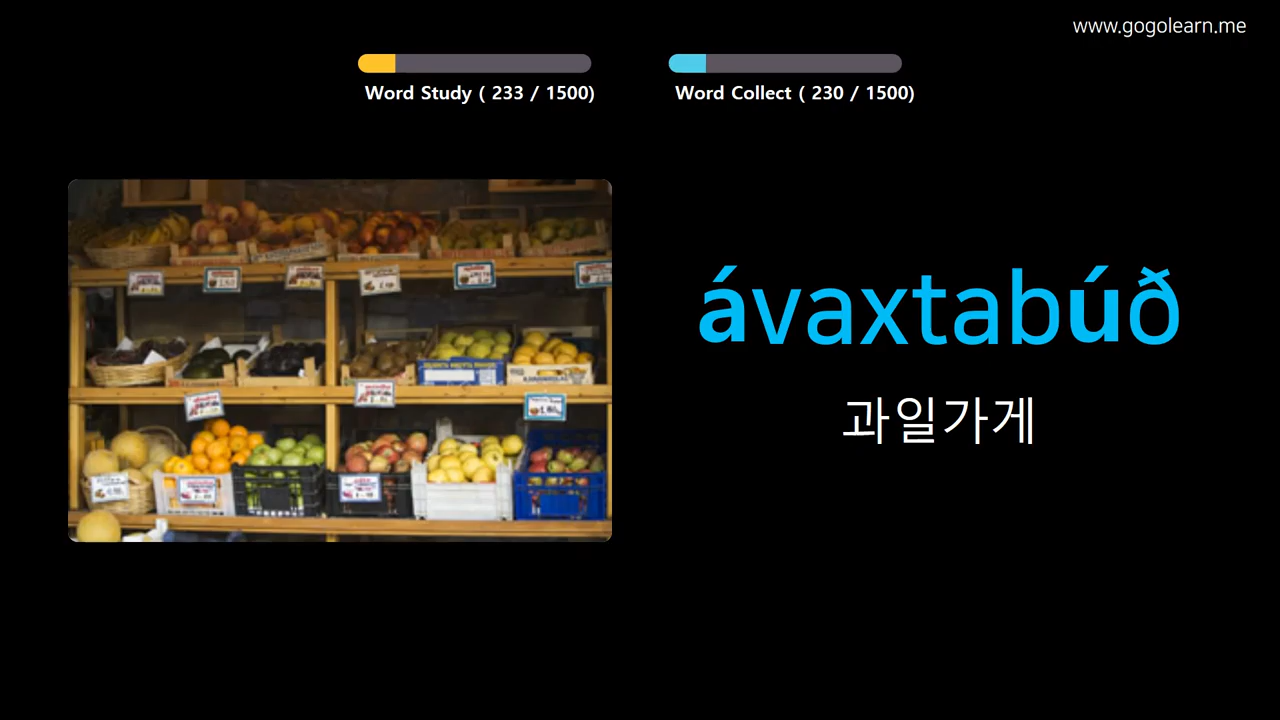 www.gogolearn.me
Word Study ( 233 / 1500)
Word Collect ( 230 / 1500)
ávaxtabúð
과일가게